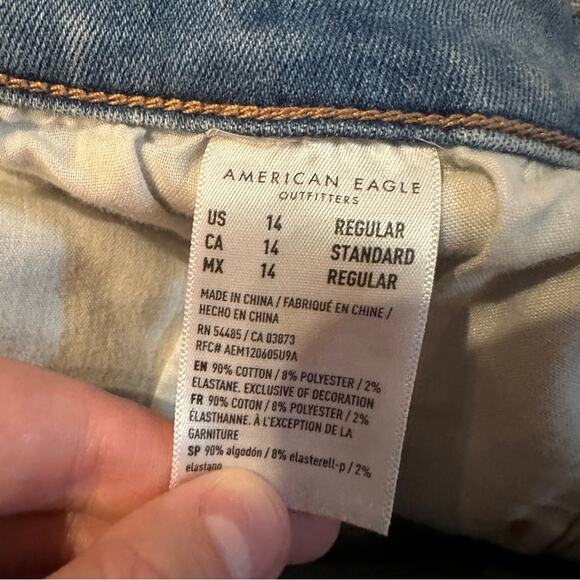 AMERICAN EAGLE
OUTFITTERS
US 14 REGULAR
CA 14 STANDARD
MX 14 REGULAR
MADE IN CHINA / FABRIQUÉ EN CHINE /
HECHO EN CHINA
RN 54485 / CA 03873
RFC# AEM120605U9A
EN 90% COTTON / 8% POLYESTER / 2%
ELASTANE. EXCLUSIVE OF DECORATION
FR 90% COTON / 8% POLYESTER / 2%
ÉLASTHANNE. À L'EXCEPTION DE LA
GARNITURE
SP 90% algodón / 8% elasterell-p / 2%
elastano